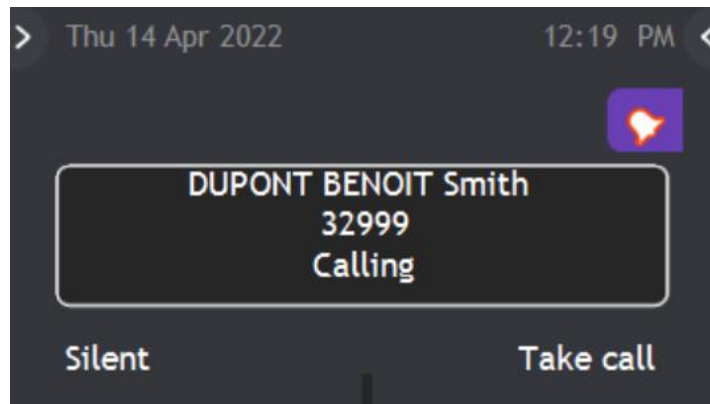 Thu 14 Apr 2022 12:19 PM
DUPONT BENOIT Smith
32999
Calling
Silent Take call